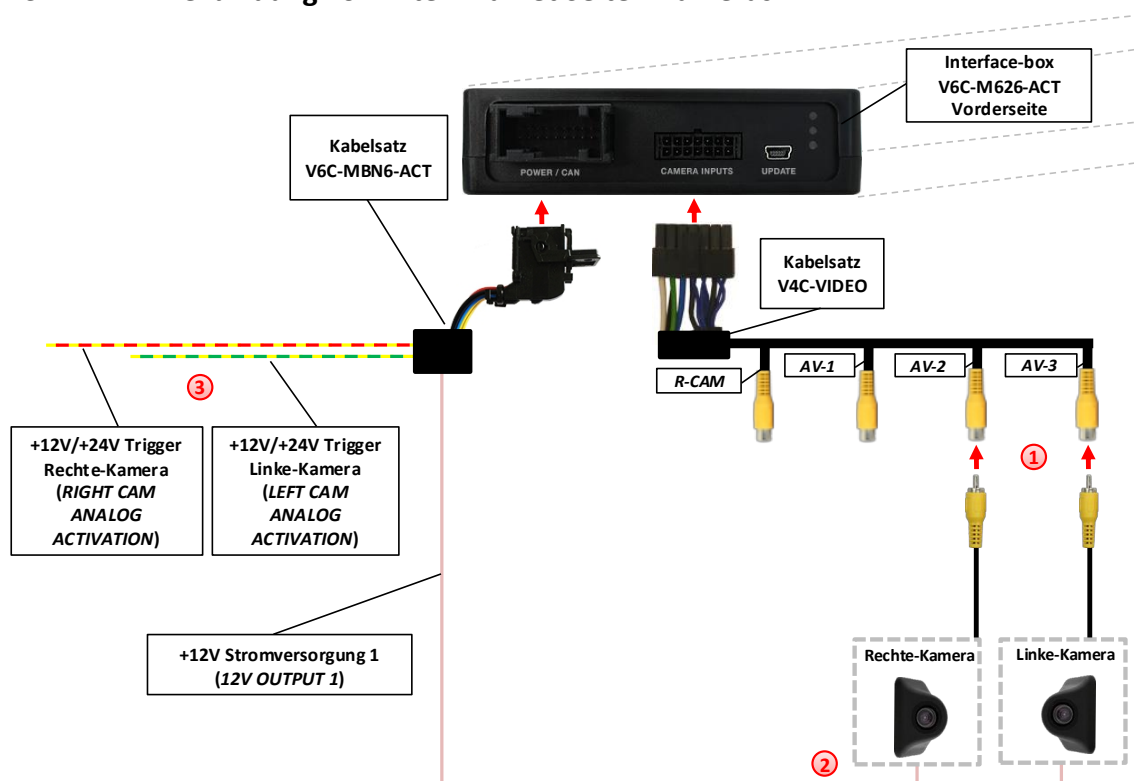 Interface-box
V6C-M626-ACT
Vorderseite
Kabelsatz
V6C-MBN6-ACT
POWER / CAN
CAMERA INPUTS
UPDATE
Kabelsatz
V4C-VIDEO
R-CAM
AV-1
AV-2
AV-3
3
1
+12V/+24V Trigger
Rechte-Kamera
(RIGHT CAM
ANALOG
ACTIVATION)
+12V/+24V Trigger
Linke-Kamera
(LEFT CAM
ANALOG
ACTIVATION)
+12V Stromversorgung 1
(12V OUTPUT 1)
Rechte-Kamera
Linke-Kamera
2